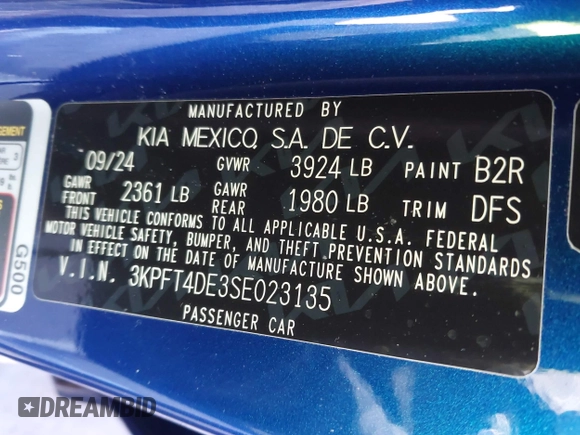 MANUFACTURED BY
KIA MEXICO, S.A. DE C.V.
09/24 GVWR 3924 LB PAINT B2R
GAWR FRONT 2361 LB GAWR REAR 1980 LB TRIM DFS
THIS VEHICLE CONFORMS TO ALL APPLICABLE U.S.A. FEDERAL
MOTOR VEHICLE SAFETY, BUMPER, AND THEFT PREVENTION STANDARDS
IN EFFECT ON THE DATE OF MANUFACTURE SHOWN ABOVE.
V.I.N. 3KPFT4DE3SE023135
PASSENGER CAR
G500
DREAMBID